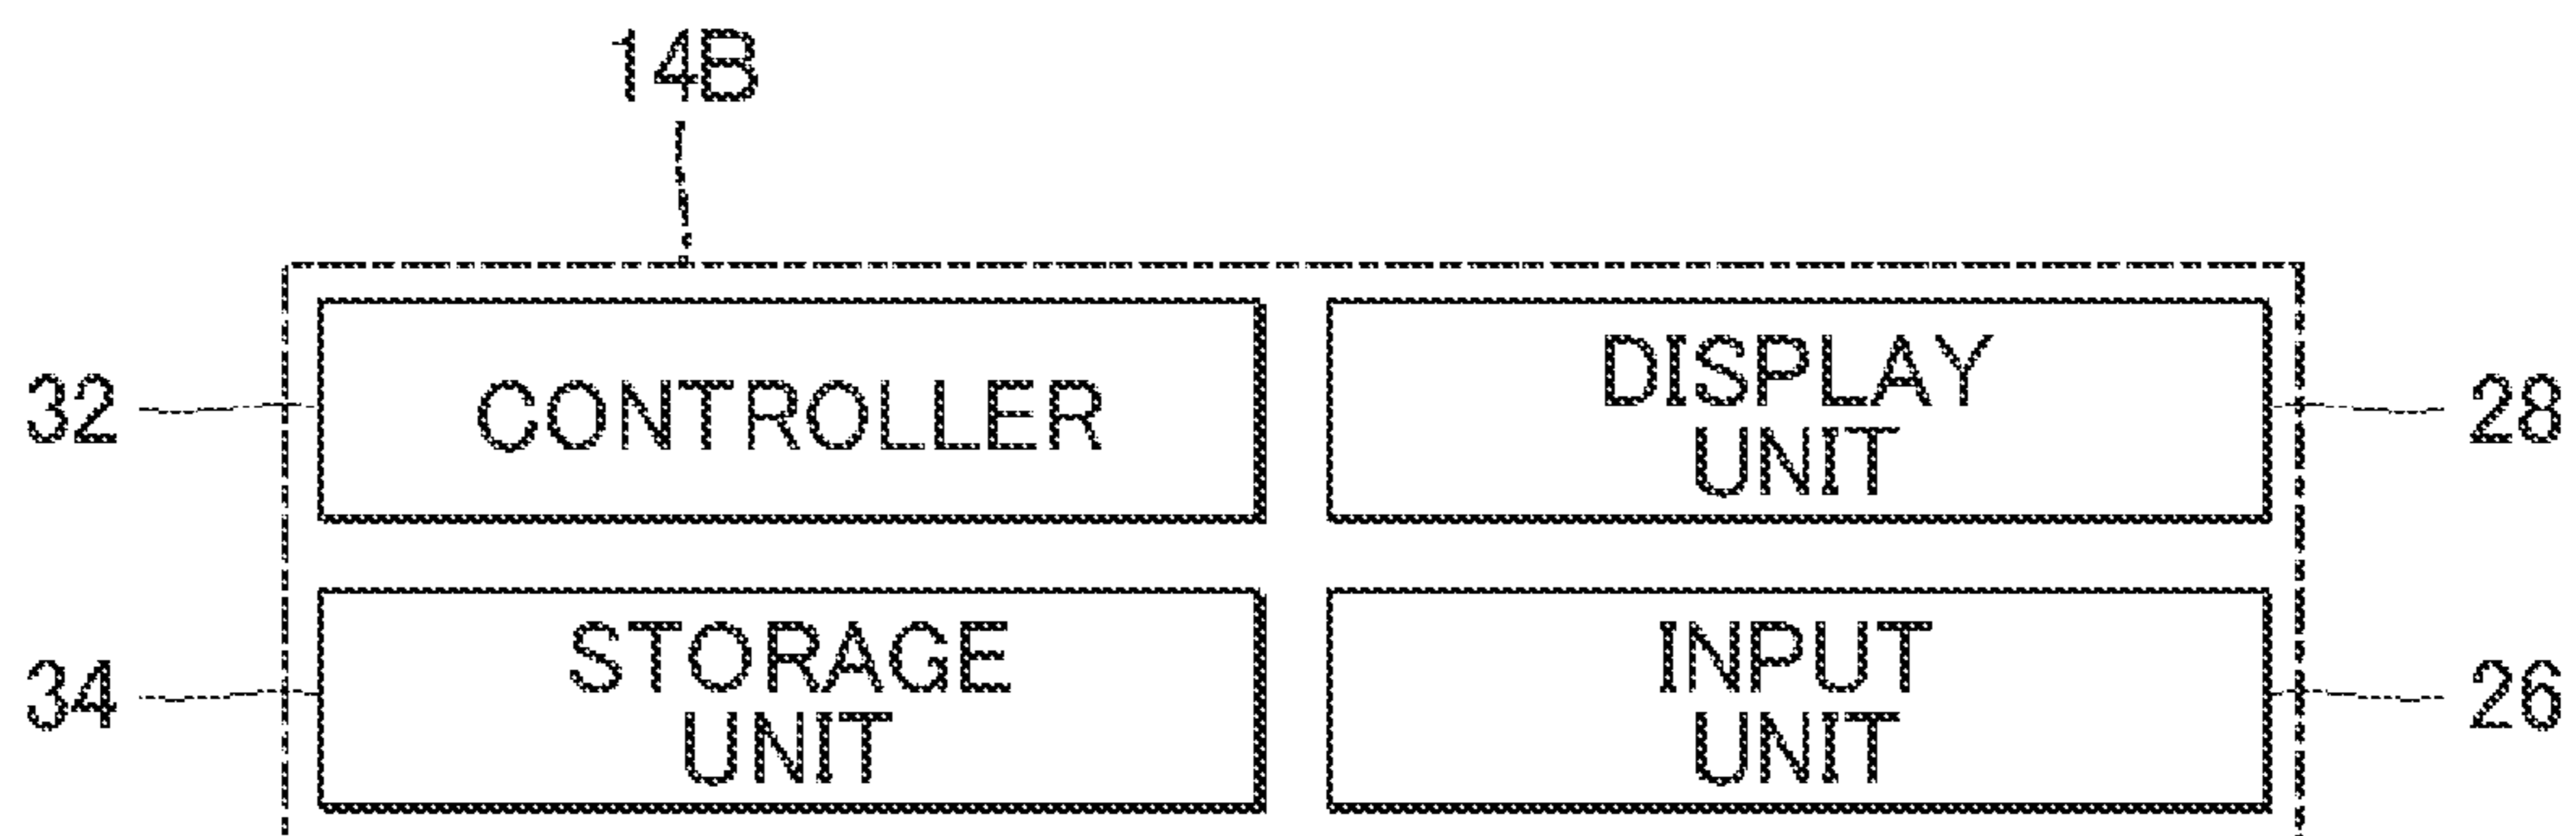 14B
32
CONTROLLER
DISPLAY
UNIT
28
34
STORAGE
UNIT
INPUT
UNIT
26